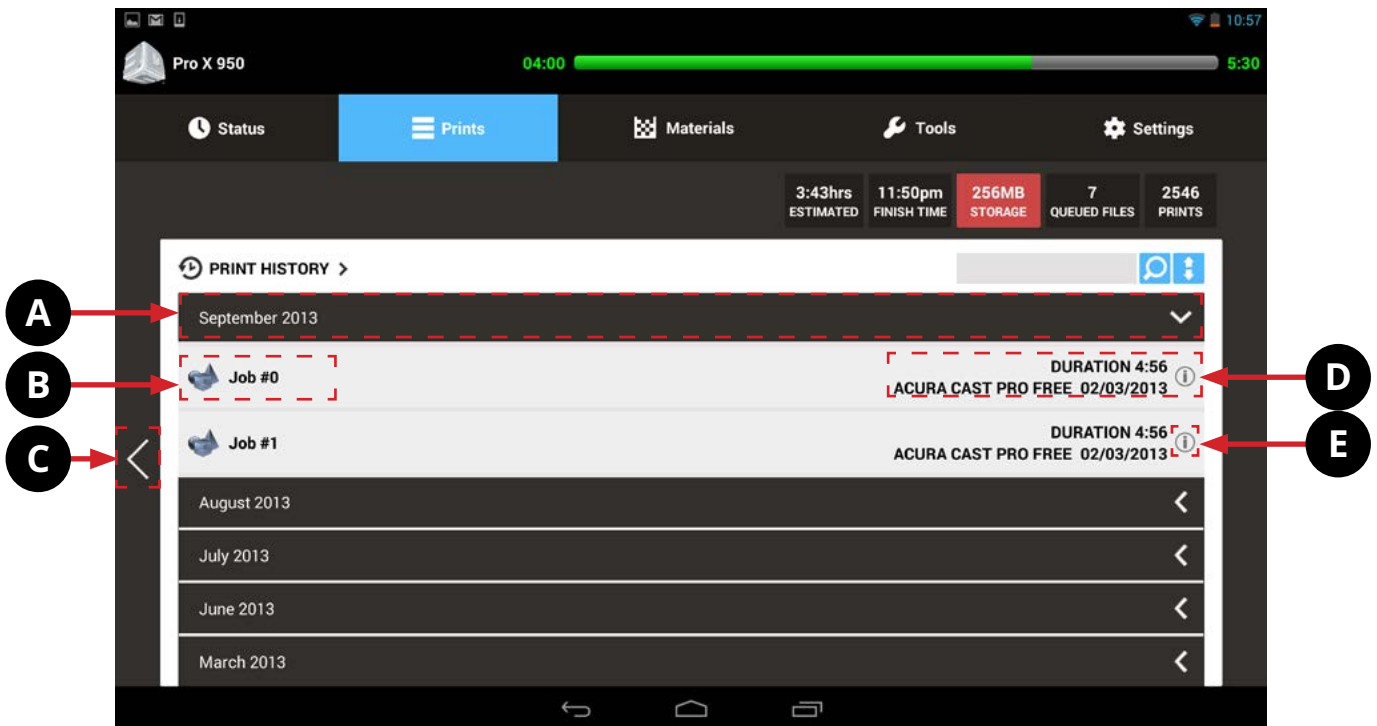 10:57
Pro X 950
04:00
5:30
Status
Prints
Materials
Tools
Settings
3:43hrs
ESTIMATED
11:50pm
FINISH TIME
256MB
STORAGE
7
QUEUED FILES
2546
PRINTS
PRINT HISTORY >
A
September 2013
B
Job #0
DURATION 4:56
ACURA CAST PRO FREE 02/03/2013
D
C
Job #1
DURATION 4:56
ACURA CAST PRO FREE 02/03/2013
E
August 2013
July 2013
June 2013
March 2013